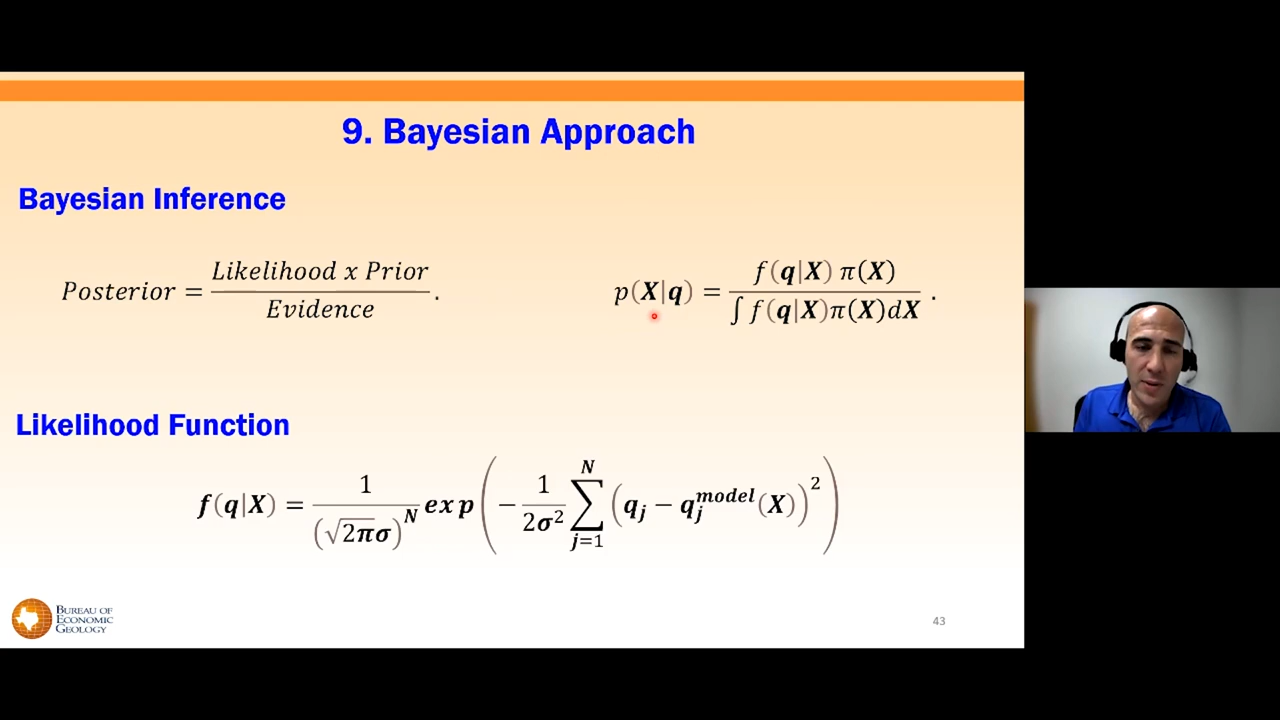 9. Bayesian Approach
Bayesian Inference
Posterior = Likelihood x Prior / Evidence .
p(X|q) = f(q|X) π(X) / ∫ f(q|X)π(X)dX .
Likelihood Function
f(q|X) = 1 / (√2πσ)^N exp(− 1 / 2σ² ∑_{j=1}^{N} (q_j − q_j^{model}(X))²)
BUREAU OF
ECONOMIC
GEOLOGY
43